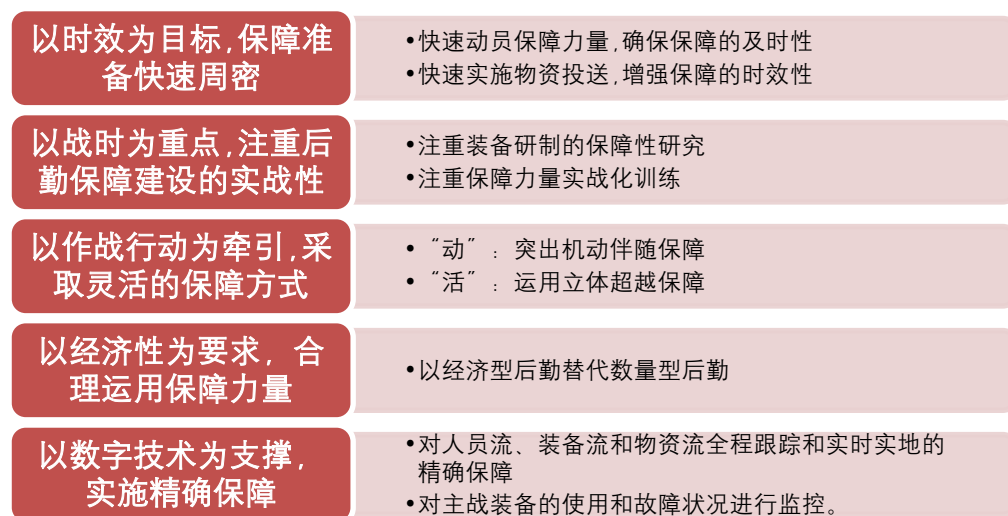 以时效为目标,保障准
备快速周密
•快速动员保障力量,确保保障的及时性
•快速实施物资投送,增强保障的时效性
以战时为重点,注重后
勤保障建设的实战性
•注重装备研制的保障性研究
•注重保障力量实战化训练
以作战行动为牵引,采
取灵活的保障方式
•“动”：突出机动伴随保障
•“活”：运用立体超越保障
以经济性为要求，合
理运用保障力量
•以经济型后勤替代数量型后勤
以数字技术为支撑，
实施精确保障
•对人员流、装备流和物资流全程跟踪和实时实地的
精确保障
•对主战装备的使用和故障状况进行监控。